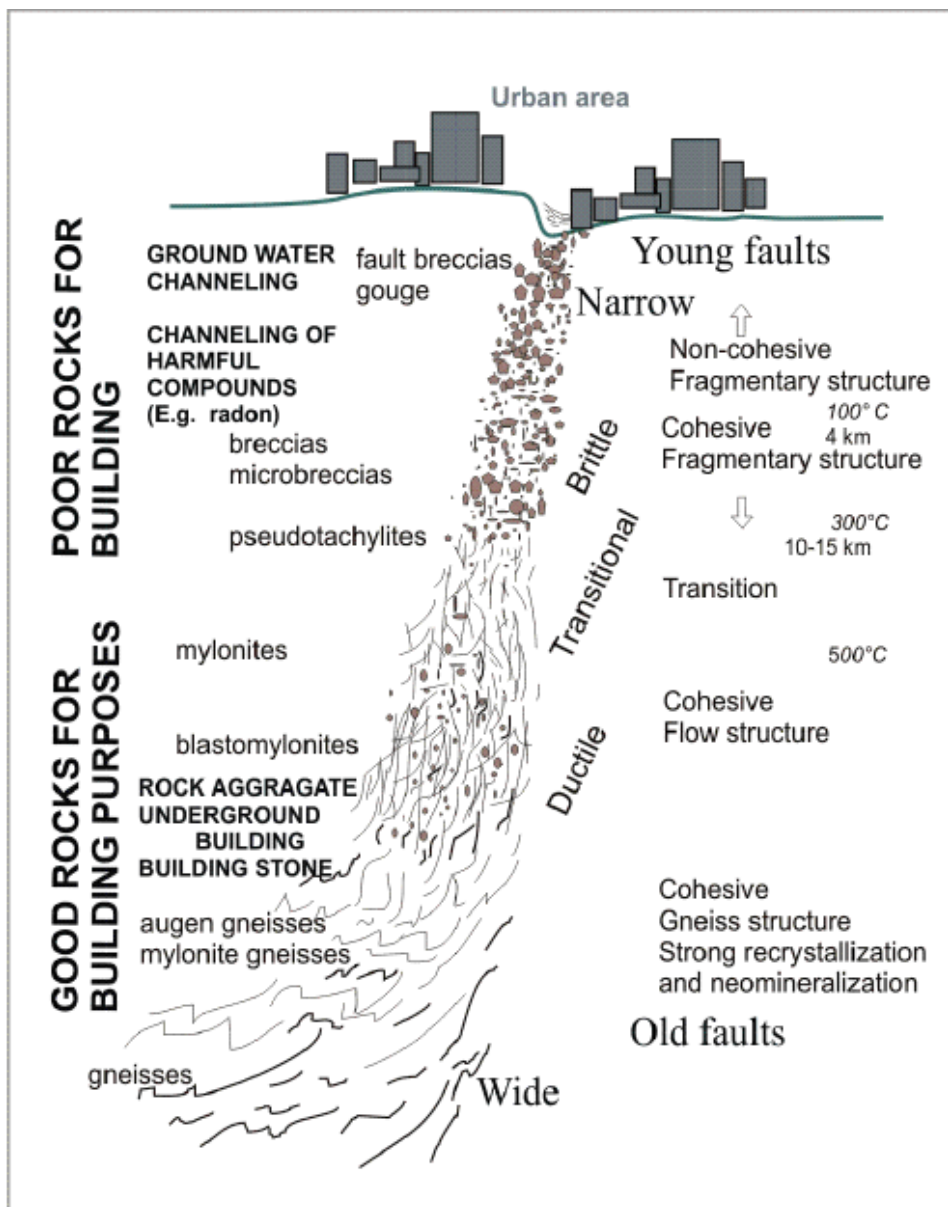 Urban area
POOR ROCKS FOR
BUILDING
GOOD ROCKS FOR
BUILDING PURPOSES
GROUND WATER
CHANNELING
fault breccias
gouge
CHANNELING OF
HARMFUL
COMPOUNDS
(E.g. radon)
breccias
microbreccias
pseudotachylites
mylonites
blastomylonites
ROCK AGGRAGATE
UNDERGROUND
BUILDING
BUILDING STONE
augen gneisses
mylonite gneisses
gneisses
Narrow
Brittle
Transitional
Ductile
Wide
Young faults
Non-cohesive
Fragmentary structure
100° C
Cohesive
4 km
Fragmentary structure
300°C
10-15 km
Transition
500°C
Cohesive
Flow structure
Cohesive
Gneiss structure
Strong recrystallization
and neomineralization
Old faults